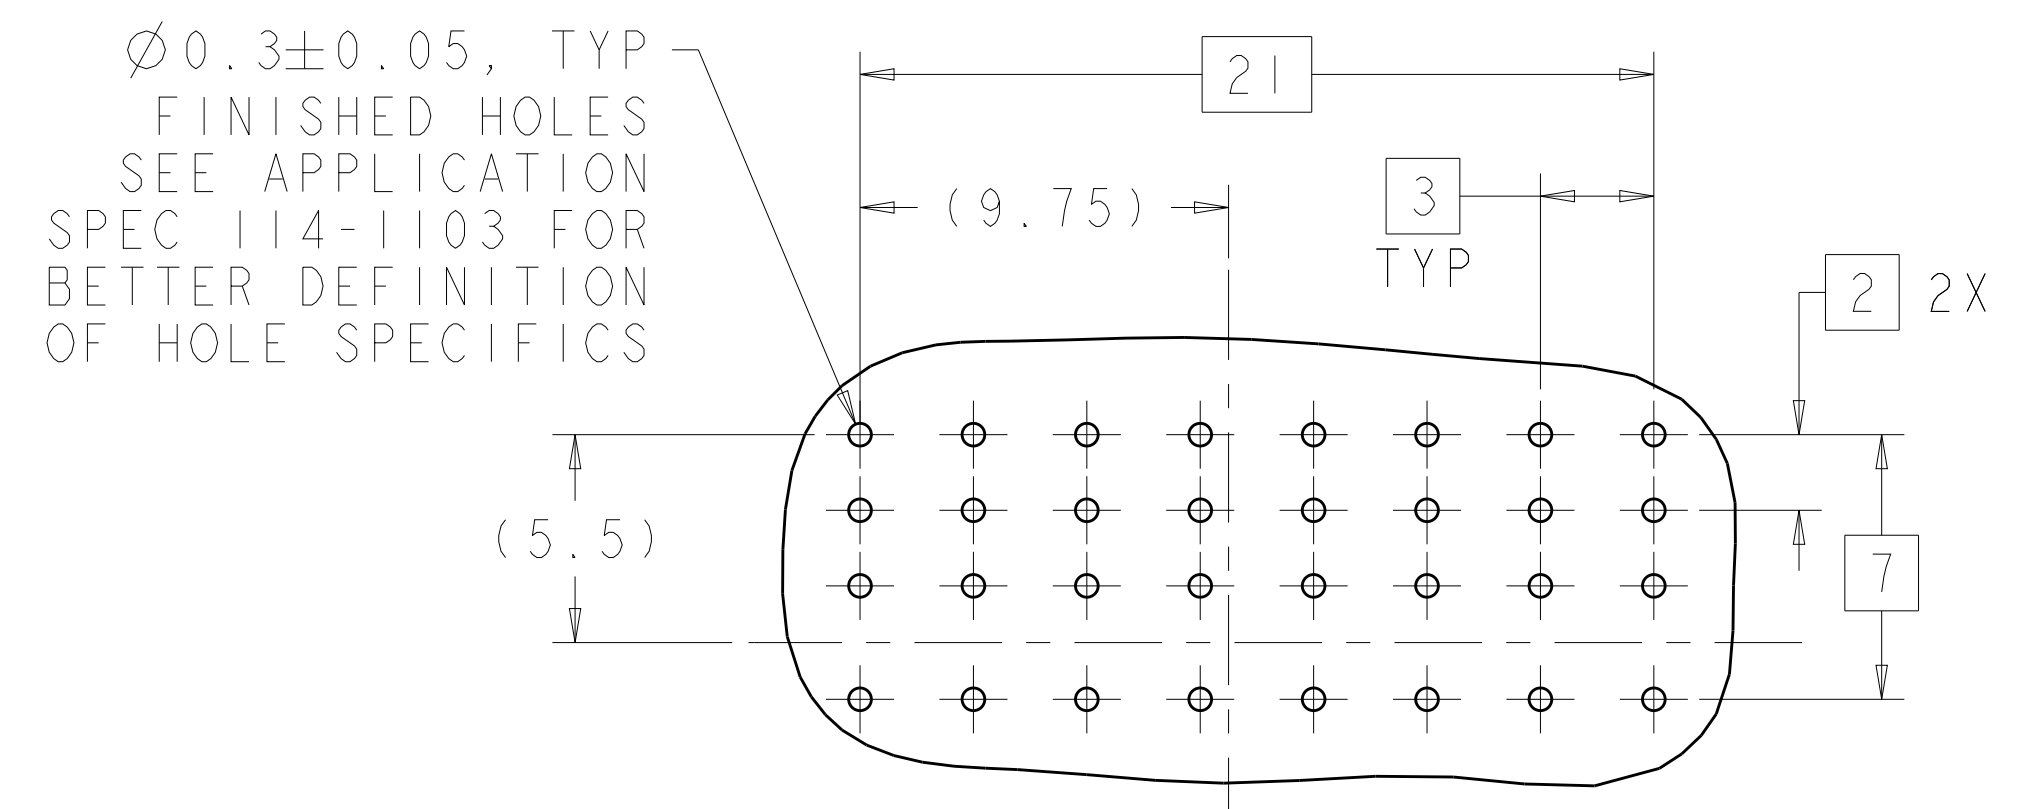 Ø0.3±0.05, TYP
FINISHED HOLES
SEE APPLICATION
SPEC 114-1103 FOR
BETTER DEFINITION
OF HOLE SPECIFICS
21
(9.75)
3
TYP
2 2X
(5.5)
7